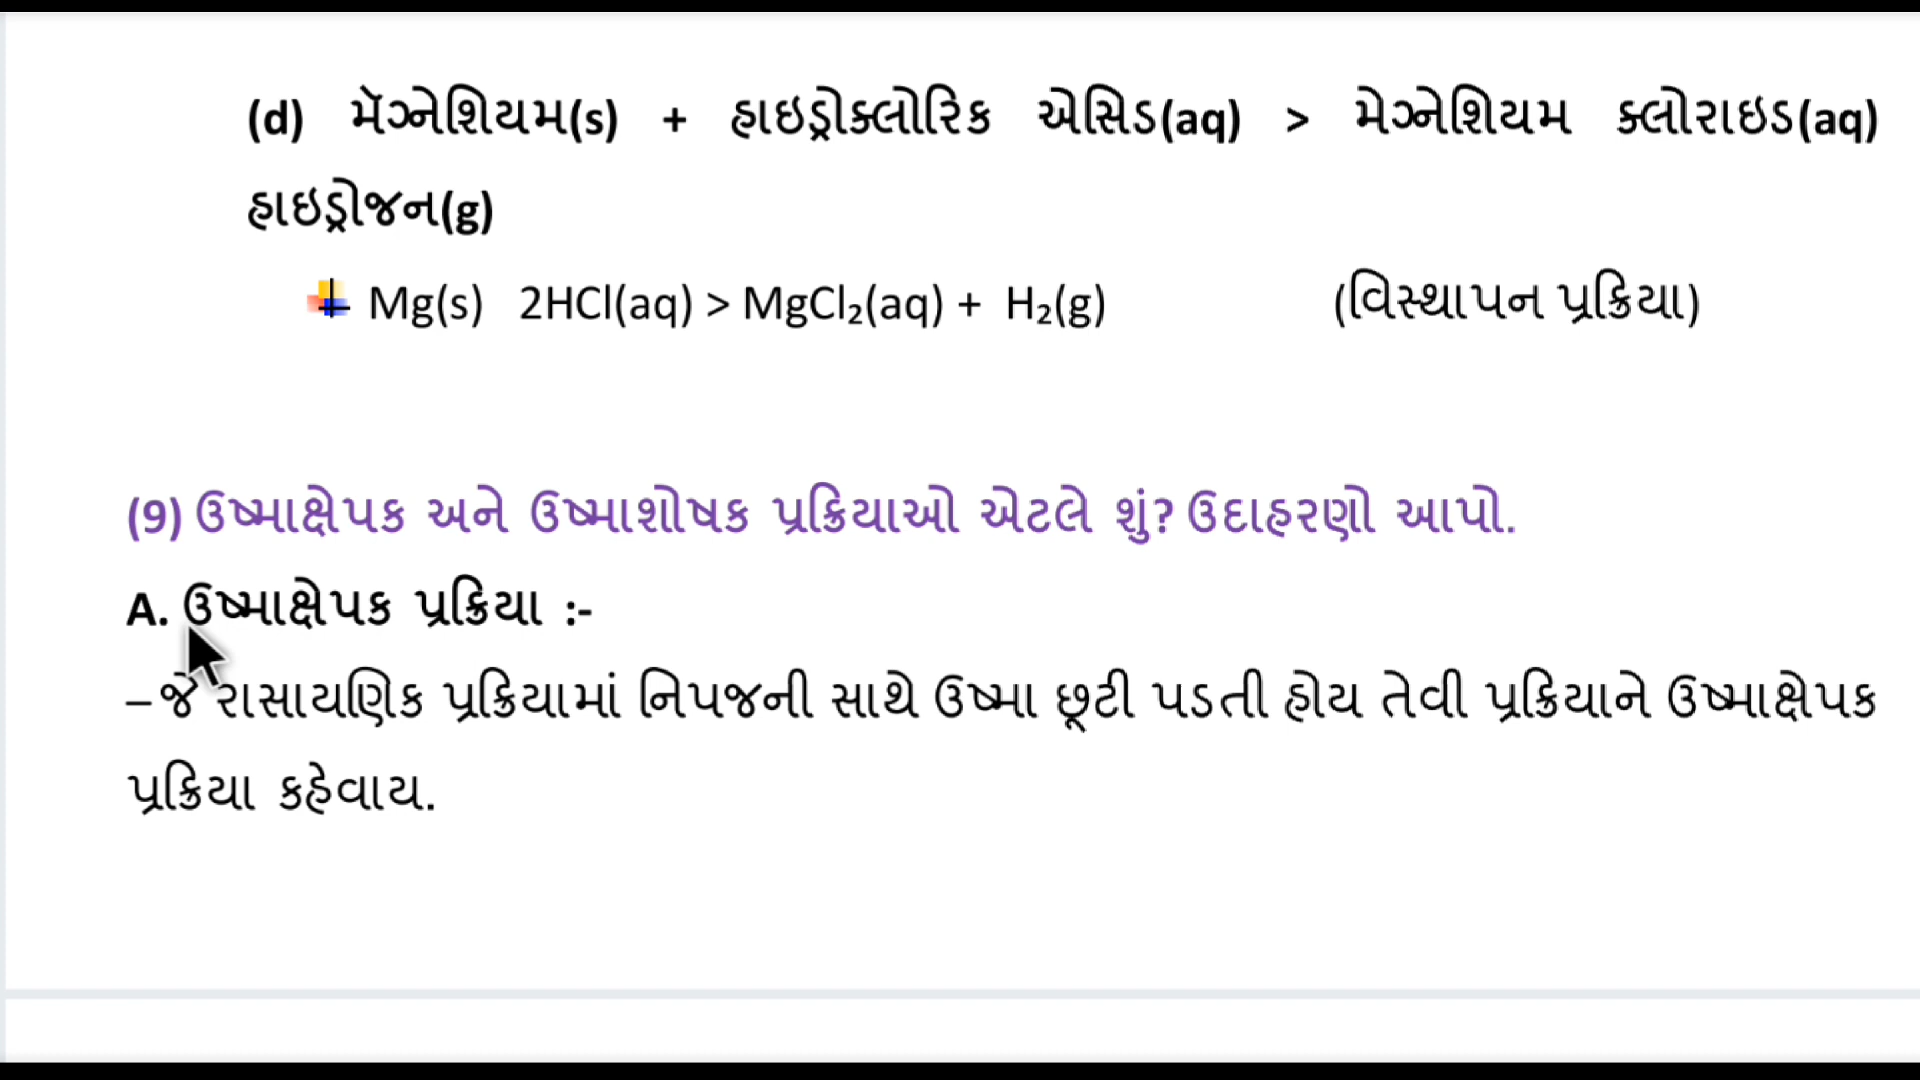 (d) મૅગ્નેશિયમ(s) + હાઇડ્રોક્લોરિક એસિડ(aq) > મેગ્નેશિયમ ક્લોરાઇડ(aq)
હાઇડ્રોજન(g)
Mg(s) 2HCl(aq) > MgCl₂(aq) + H₂(g) (વિસ્થાપન પ્રક્રિયા)
(9) ઉષ્માક્ષેપક અને ઉષ્માશોષક પ્રક્રિયાઓ એટલે શું? ઉદાહરણો આપો.
A. ઉષ્માક્ષેપક પ્રક્રિયા :-
– જે રાસાયણિક પ્રક્રિયામાં નિપજની સાથે ઉષ્મા છૂટી પડતી હોય તેવી પ્રક્રિયાને ઉષ્માક્ષેપક
પ્રક્રિયા કહેવાય.